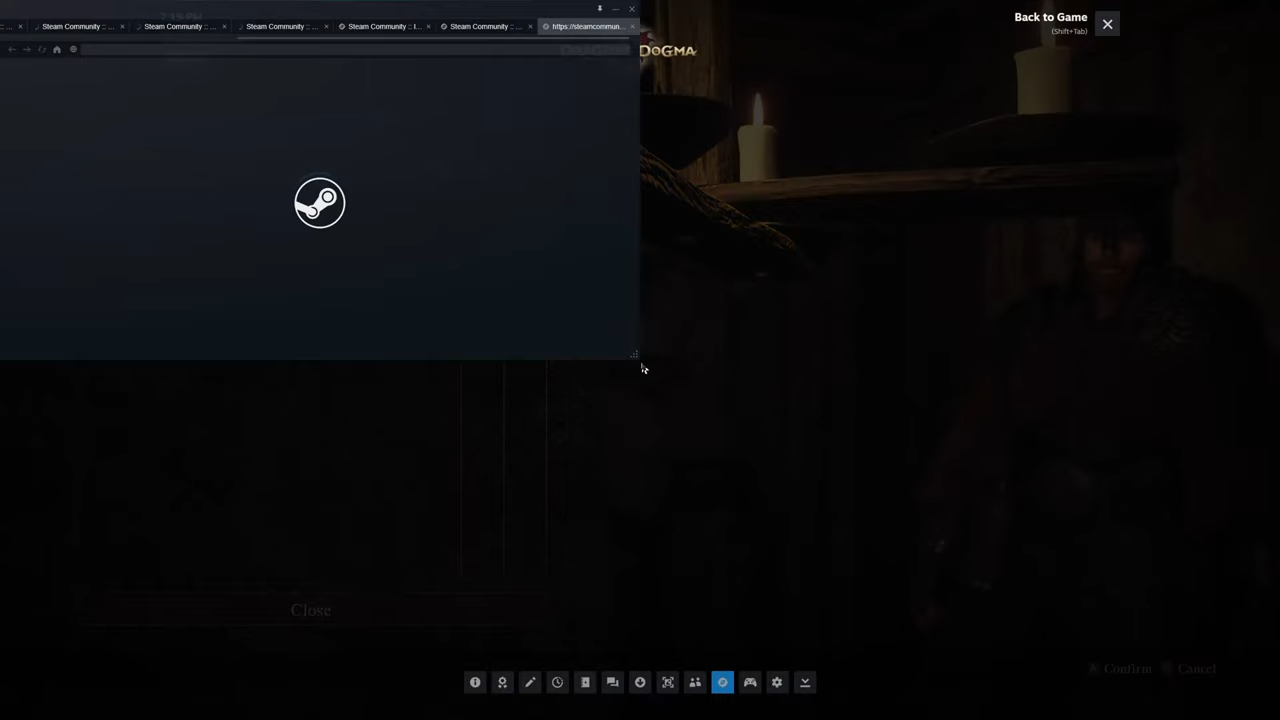 Steam Community :: ...
Steam Community :: ...
Steam Community :: ...
Steam Community :: I...
Steam Community :: ...
https://steamcommun...
Back to Game
(Shift+Tab)
DOGMA
Close
A Confirm
Cancel